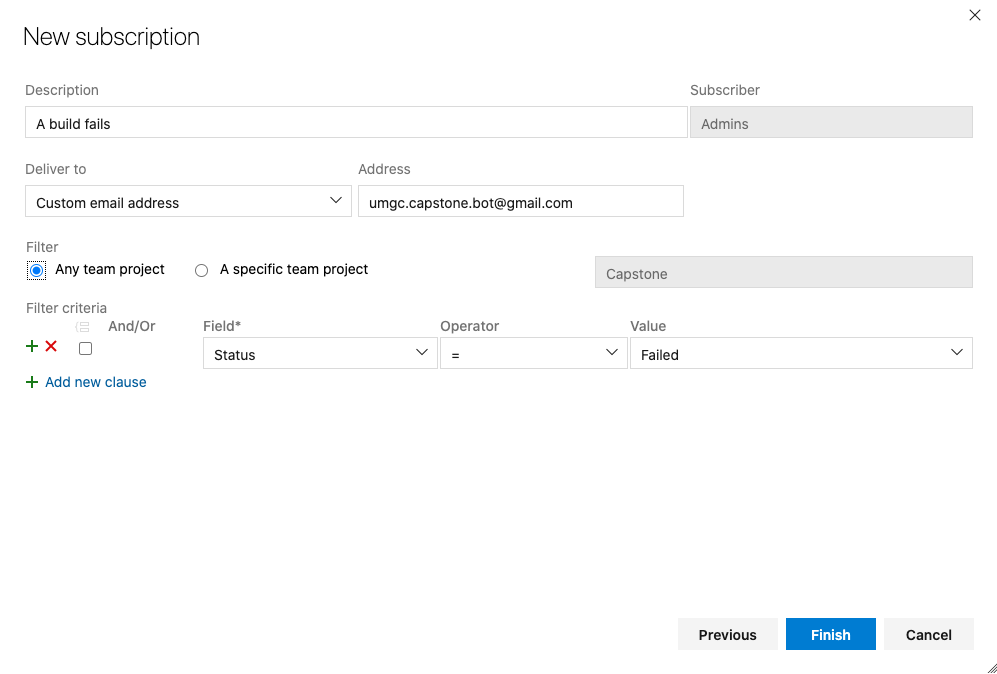 New subscription
Description
Subscriber
A build fails
Admins
Deliver to
Address
Custom email address
umgc.capstone.bot@gmail.com
Filter
Any team project
A specific team project
Capstone
Filter criteria
And/Or
Field*
Operator
Value
Status
=
Failed
Add new clause
Previous
Finish
Cancel